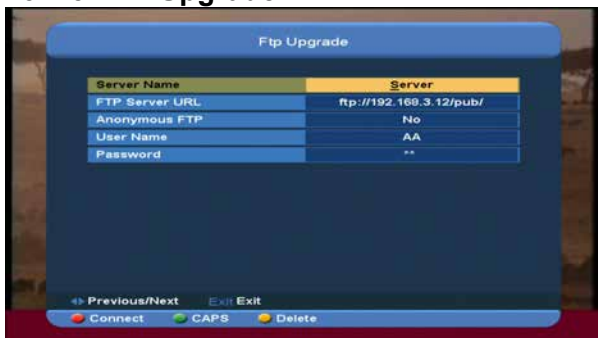 Ftp Upgrade
Server Name Server
FTP Server URL ftp://192.168.3.12/pub/
Anonymous FTP No
User Name AA
Password **
Previous/Next Exit Exit
Connect CAPS Delete